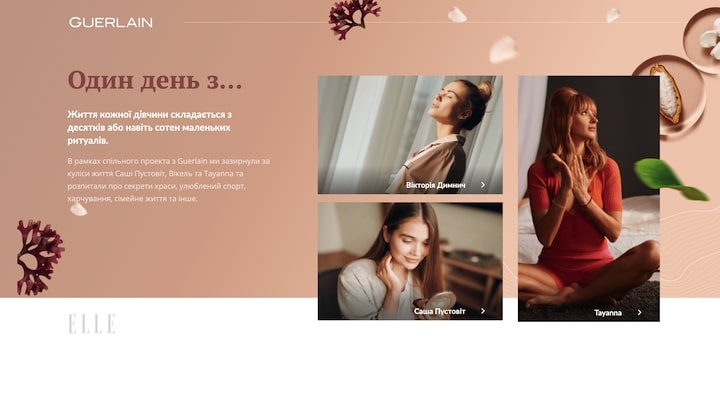 GUERLAIN
Один день з...
Життя кожної дівчини складається з
десятків або навіть сотен маленьких
ритуалів.
В рамках спільного проекта з Guerlain ми зазирнули за
куліси життя Саші Пустовіт, Вікель та Tayanna та
розпитали про секрети краси, улюблений спорт,
харчування, сімейне життя та інше.
Вікторія Димнич
Саша Пустовіт
Tayanna
ELLE